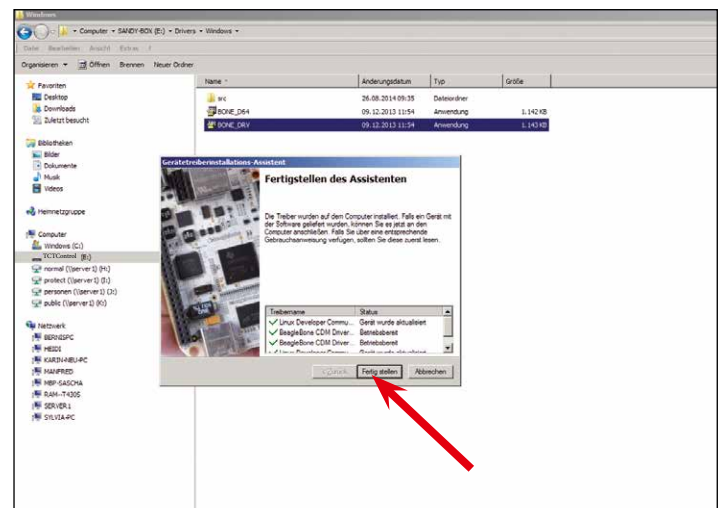 Windows
Computer SANDY-BOX (E:) Drivers Windows
Datei Bearbeiten Ansicht Extras ?
Organisieren Öffnen Brennen Neuer Ordner
Favoriten
Desktop
Downloads
Zuletzt besucht
Bibliotheken
Bilder
Dokumente
Musik
Videos
Heimnetzgruppe
Computer
Windows (C:)
TCTControl (E:)
normal (\\server1) (H:)
protect (\\server1) (I:)
personen (\\server1) (J:)
public (\\server1) (K:)
Netzwerk
BERNISPC
HEIDI
KARIN-NEU-PC
MANFRED
MBP-SASCHA
RAM--T430S
SERVER1
SYLVIA-PC
Name Änderungsdatum Typ Größe
src 26.08.2014 09:35 Dateiordner
BONE_D64 09.12.2013 11:54 Anwendung 1.142 KB
BONE_DRV 09.12.2013 11:54 Anwendung 1.143 KB
Gerätetreiberinstallations-Assistent
Fertigstellen des Assistenten
Die Treiber wurden auf dem Computer installiert. Falls ein Gerät mit
der Software geliefert wurden, können Sie es jetzt an den
Computer anschließen. Falls Sie über eine entsprechende
Gebrauchsanweisung verfügen, sollten Sie diese zuerst lesen.
Treibername Status
Linux Developer Commu... Gerät wurde aktualisiert
BeagleBone CDM Driver... Betriebsbereit
BeagleBone CDM Driver... Betriebsbereit
Linux Developer Commu... Gerät wurde aktualisiert
< Zurück Fertig stellen Abbrechen